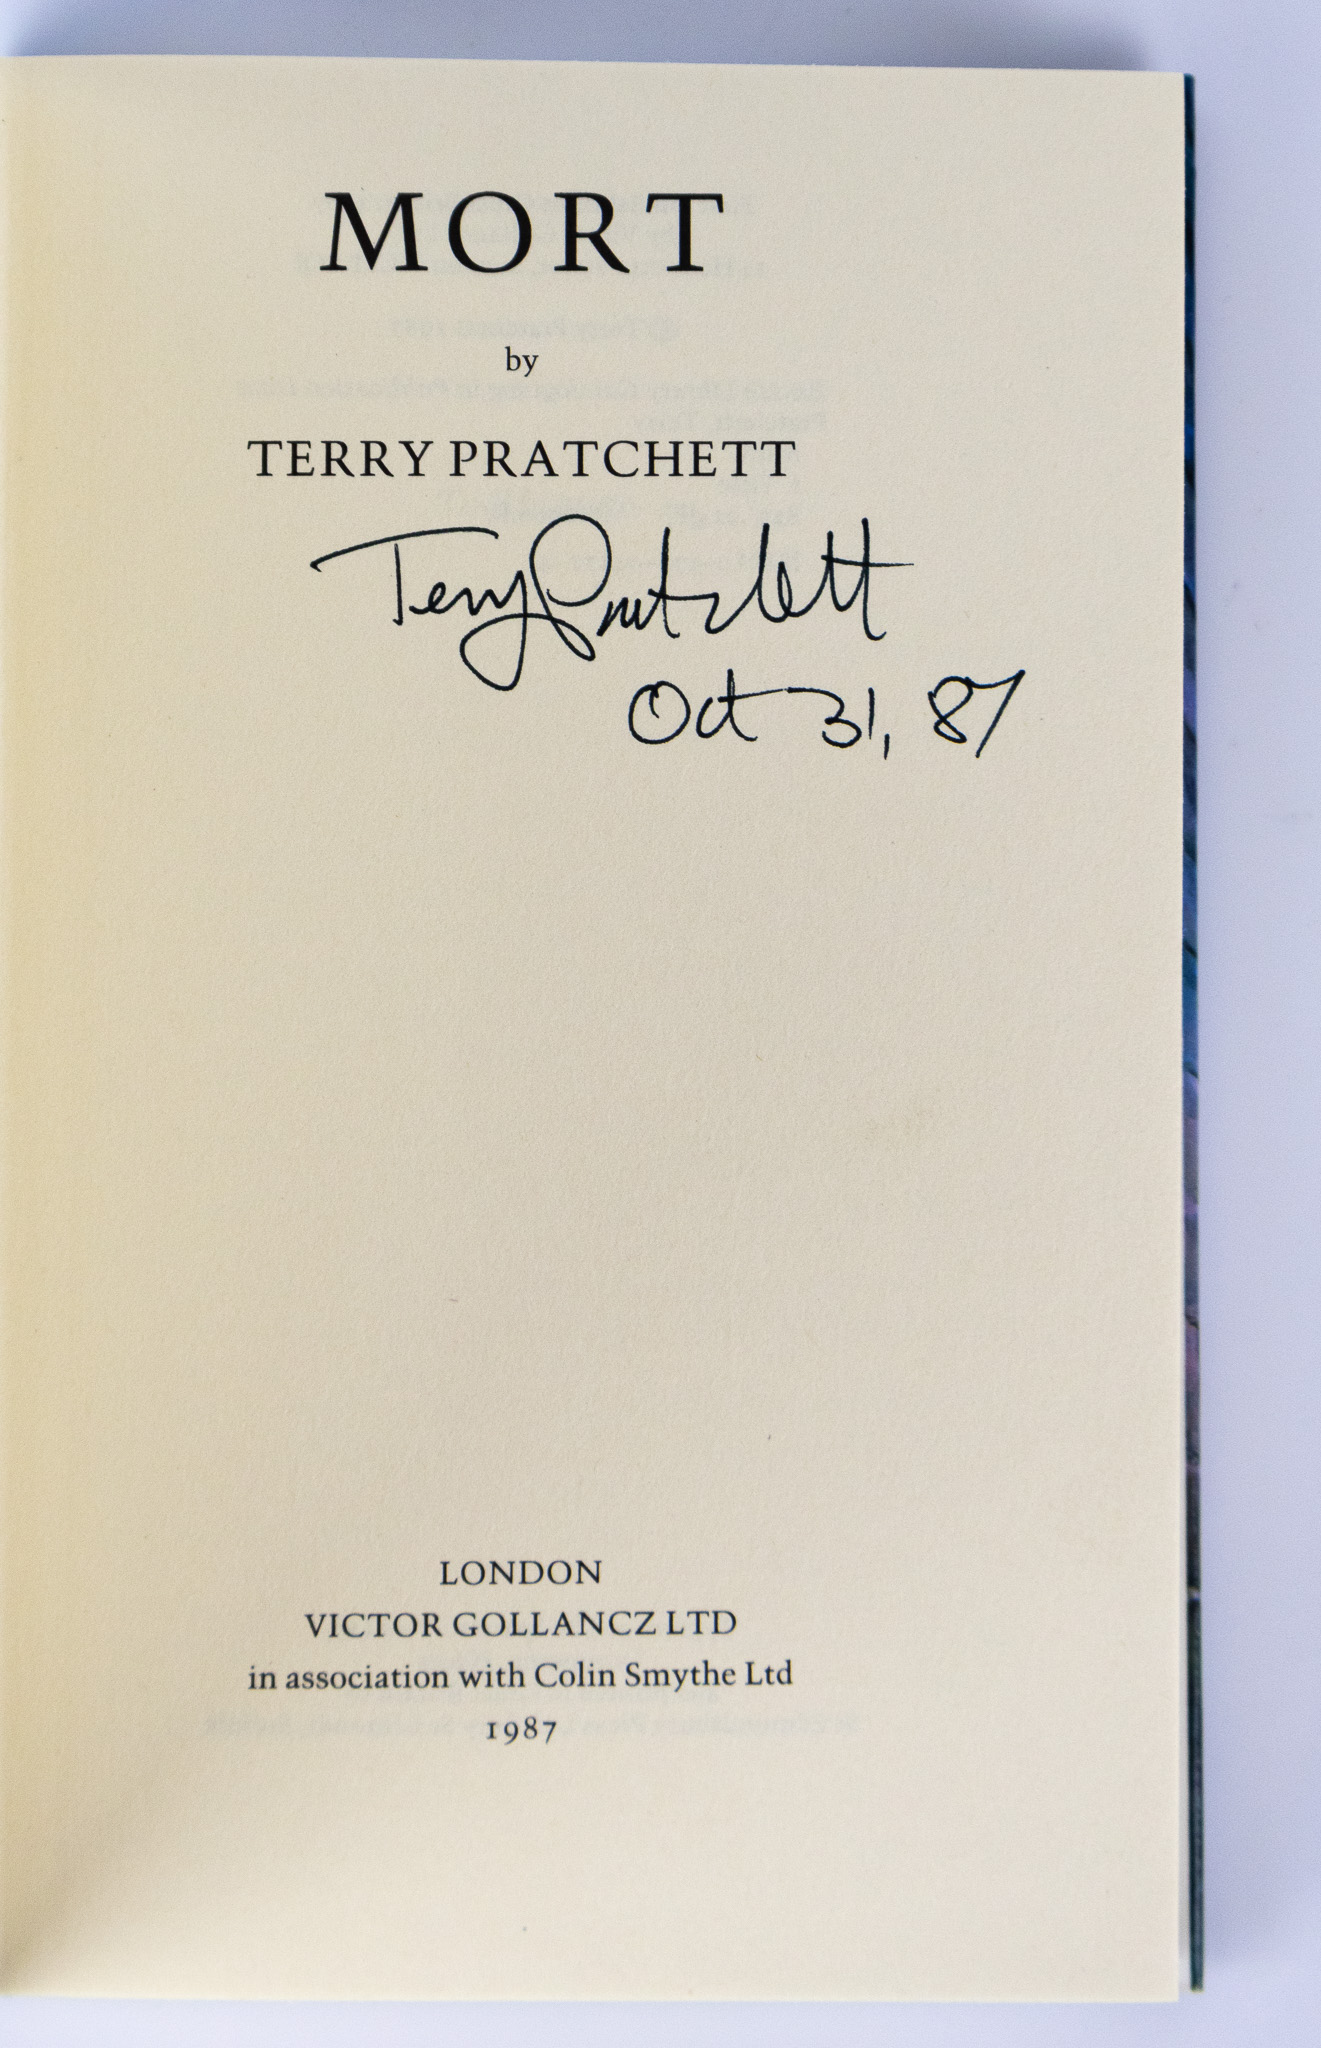 MORT
by
TERRY PRATCHETT
Terry Pratchett
Oct 31, 87
LONDON
VICTOR GOLLANCZ LTD
in association with Colin Smythe Ltd
1987